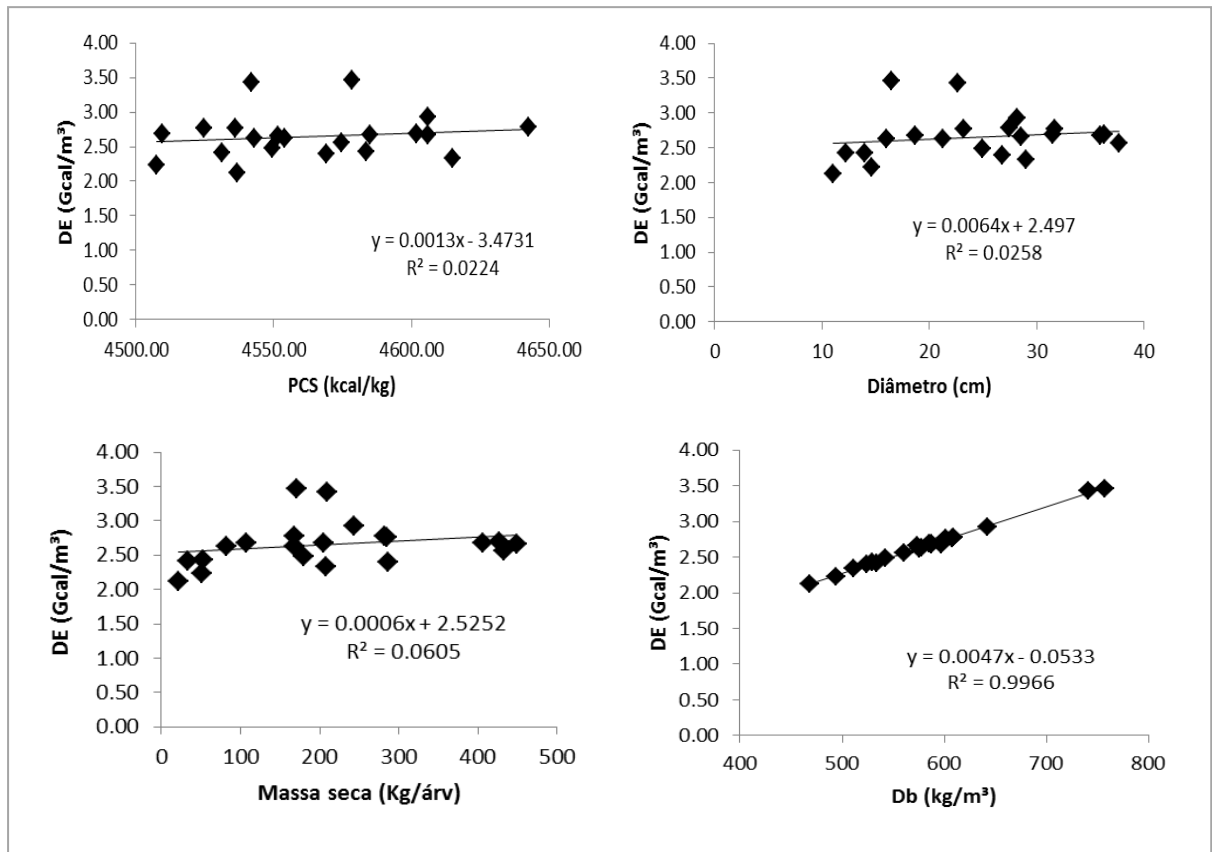 4.00
3.50
3.00
2.50
2.00
1.50
1.00
0.50
0.00
DE (Gcal/m³)
y = 0.0013x - 3.4731
R² = 0.0224
4500.00 4550.00 4600.00 4650.00
PCS (kcal/kg)
4.00
3.50
3.00
2.50
2.00
1.50
1.00
0.50
0.00
DE (Gcal/m³)
y = 0.0064x + 2.497
R² = 0.0258
0 10 20 30 40
Diâmetro (cm)
4.00
3.50
3.00
2.50
2.00
1.50
1.00
0.50
0.00
DE (Gcal/m³)
y = 0.0006x + 2.5252
R² = 0.0605
0 100 200 300 400 500
Massa seca (Kg/árv)
4.00
3.50
3.00
2.50
2.00
1.50
1.00
0.50
0.00
DE (Gcal/m³)
y = 0.0047x - 0.0533
R² = 0.9966
400 500 600 700 800
Db (kg/m³)